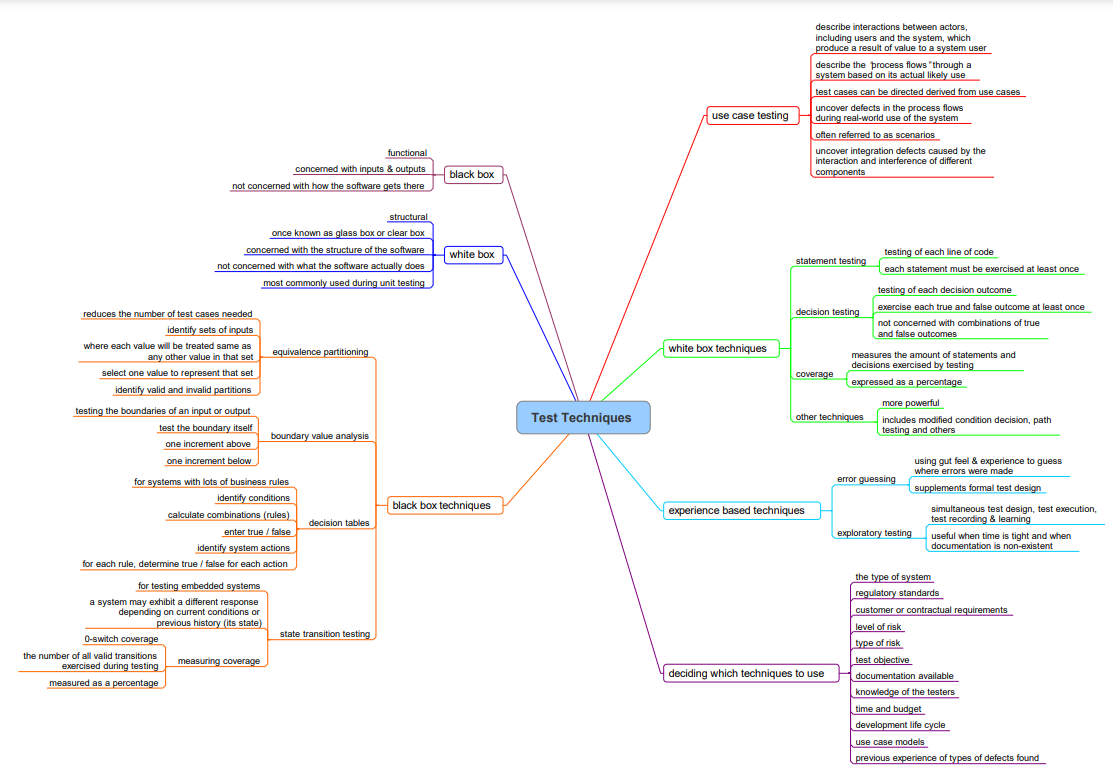 Test Techniques
use case testing
describe interactions between actors,
including users and the system, which
produce a result of value to a system user
describe the "process flows" through a
system based on its actual likely use
test cases can be directed derived from use cases
uncover defects in the process flows
during real-world use of the system
often referred to as scenarios
uncover integration defects caused by the
interaction and interference of different
components
white box techniques
statement testing
testing of each line of code
each statement must be exercised at least once
decision testing
testing of each decision outcome
exercise each true and false outcome at least once
not concerned with combinations of true
and false outcomes
coverage
measures the amount of statements and
decisions exercised by testing
expressed as a percentage
other techniques
more powerful
includes modified condition decision, path
testing and others
experience based techniques
error guessing
using gut feel & experience to guess
where errors were made
supplements formal test design
exploratory testing
simultaneous test design, test execution,
test recording & learning
useful when time is tight and when
documentation is non-existent
deciding which techniques to use
the type of system
regulatory standards
customer or contractual requirements
level of risk
type of risk
test objective
documentation available
knowledge of the testers
time and budget
development life cycle
use case models
previous experience of types of defects found
black box
functional
concerned with inputs & outputs
not concerned with how the software gets there
white box
structural
once known as glass box or clear box
concerned with the structure of the software
not concerned with what the software actually does
most commonly used during unit testing
black box techniques
equivalence partitioning
reduces the number of test cases needed
identify sets of inputs
where each value will be treated same as
any other value in that set
select one value to represent that set
identify valid and invalid partitions
boundary value analysis
testing the boundaries of an input or output
test the boundary itself
one increment above
one increment below
decision tables
for systems with lots of business rules
identify conditions
calculate combinations (rules)
enter true / false
identify system actions
for each rule, determine true / false for each action
state transition testing
for testing embedded systems
a system may exhibit a different response
depending on current conditions or
previous history (its state)
measuring coverage
0-switch coverage
the number of all valid transitions
exercised during testing
measured as a percentage